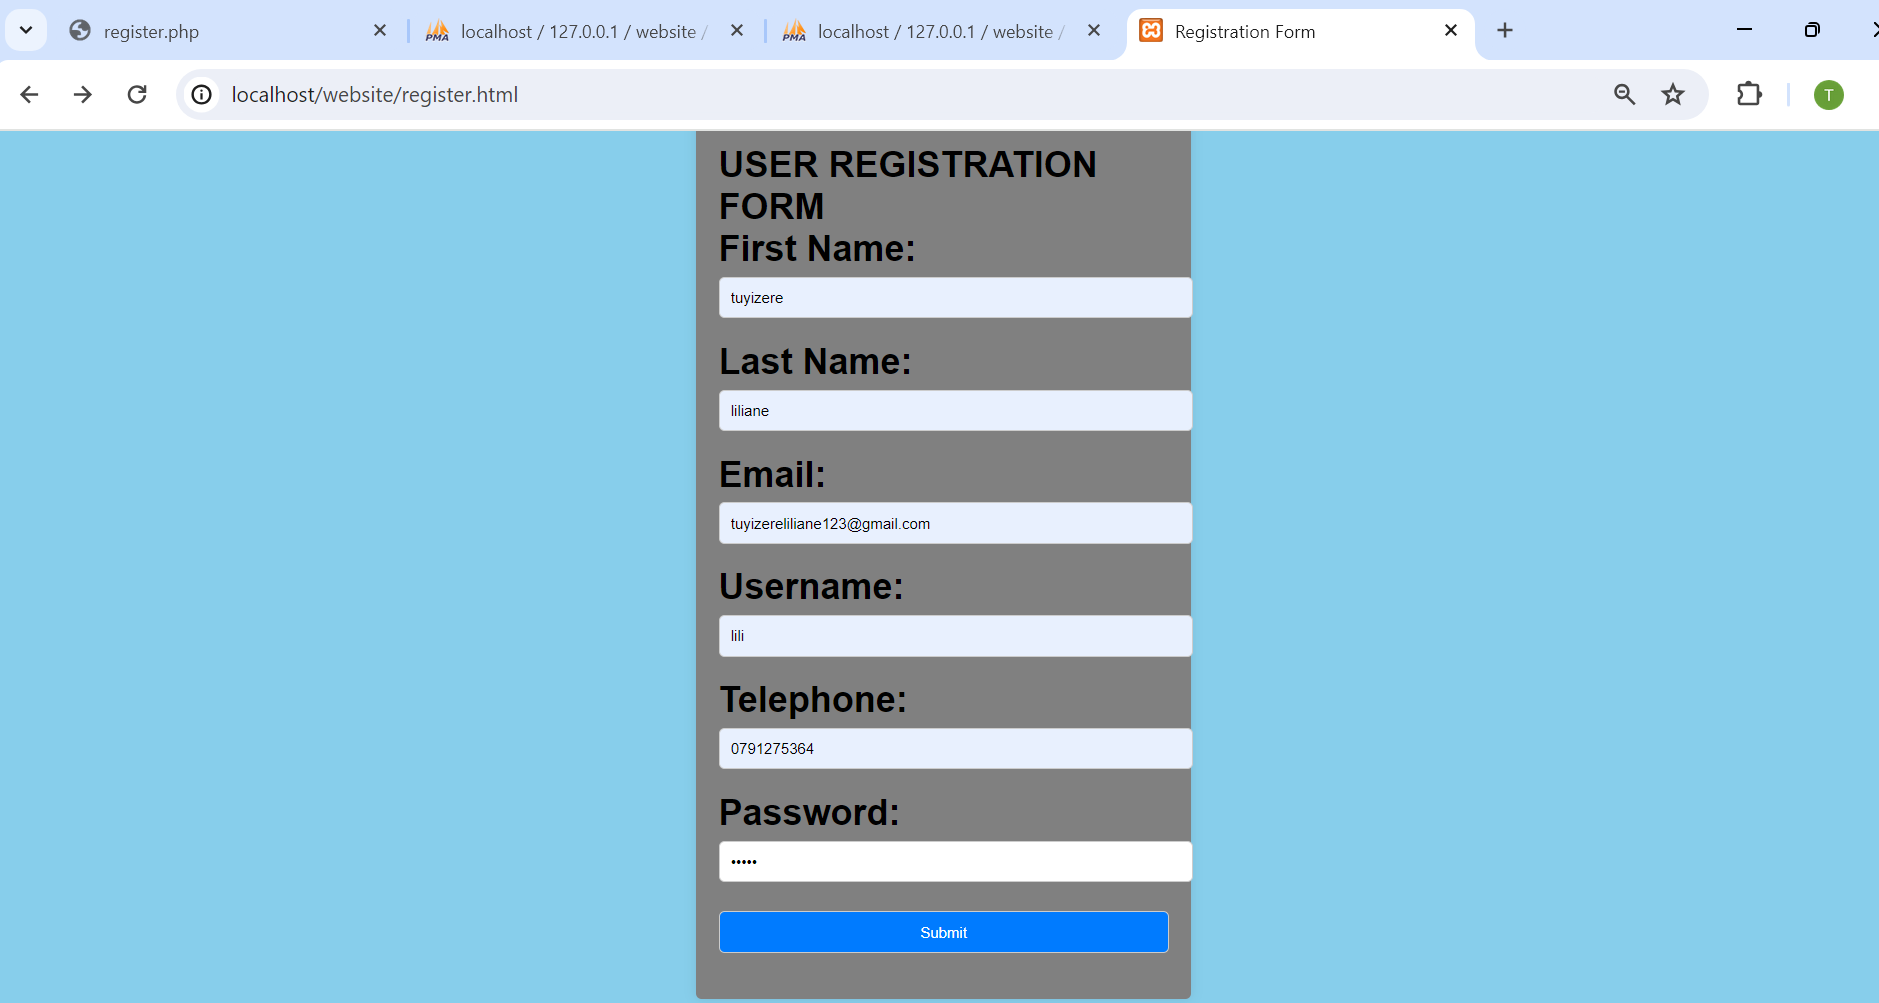 register.php
localhost / 127.0.0.1 / website /
localhost / 127.0.0.1 / website /
Registration Form
localhost/website/register.html
T
USER REGISTRATION
FORM
First Name:
tuyizere
Last Name:
liliane
Email:
tuyizereliliane123@gmail.com
Username:
lili
Telephone:
0791275364
Password:
•••••
Submit